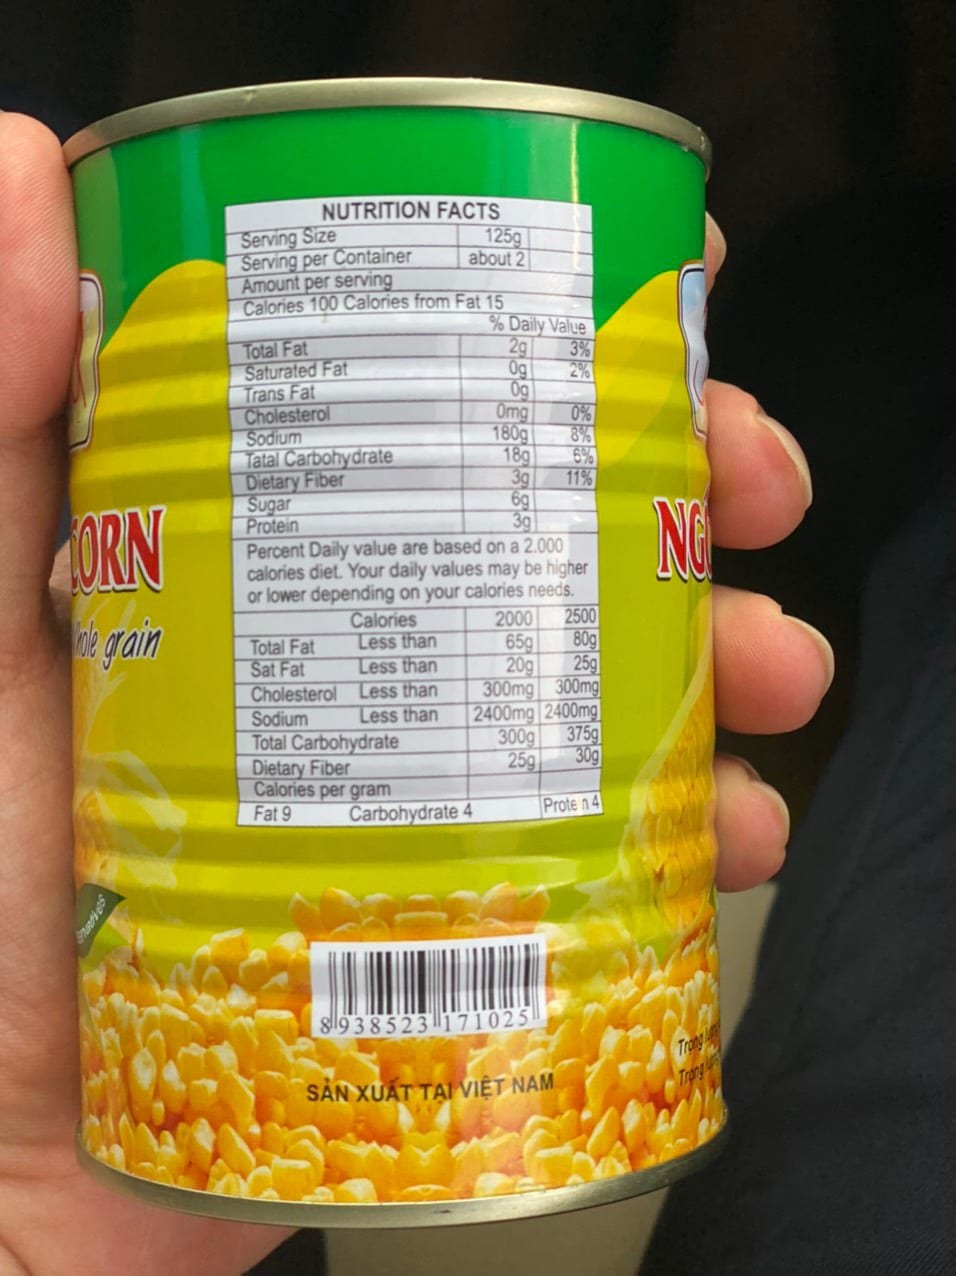 NUTRITION FACTS
Serving Size 125g
Serving per Container about 2
Amount per serving
Calories 100 Calories from Fat 15
% Daily Value
Total Fat 2g 3%
Saturated Fat 0g 2%
Trans Fat 0g
Cholesterol 0mg 0%
Sodium 180g 8%
Tatal Carbohydrate 18g 6%
Dietary Fiber 3g 11%
Sugar 6g
Protein 3g
Percent Daily value are based on a 2.000
calories diet. Your daily values may be higher
or lower depending on your calories needs.
Calories 2000 2500
Total Fat Less than 65g 80g
Sat Fat Less than 20g 25g
Cholesterol Less than 300mg 300mg
Sodium Less than 2400mg 2400mg
Total Carbohydrate 300g 375g
Dietary Fiber 25g 30g
Calories per gram
Fat 9 Carbohydrate 4 Protein 4
CORN
grain
8 938523 171025
SẢN XUẤT TẠI VIỆT NAM
Trọng
Trọng